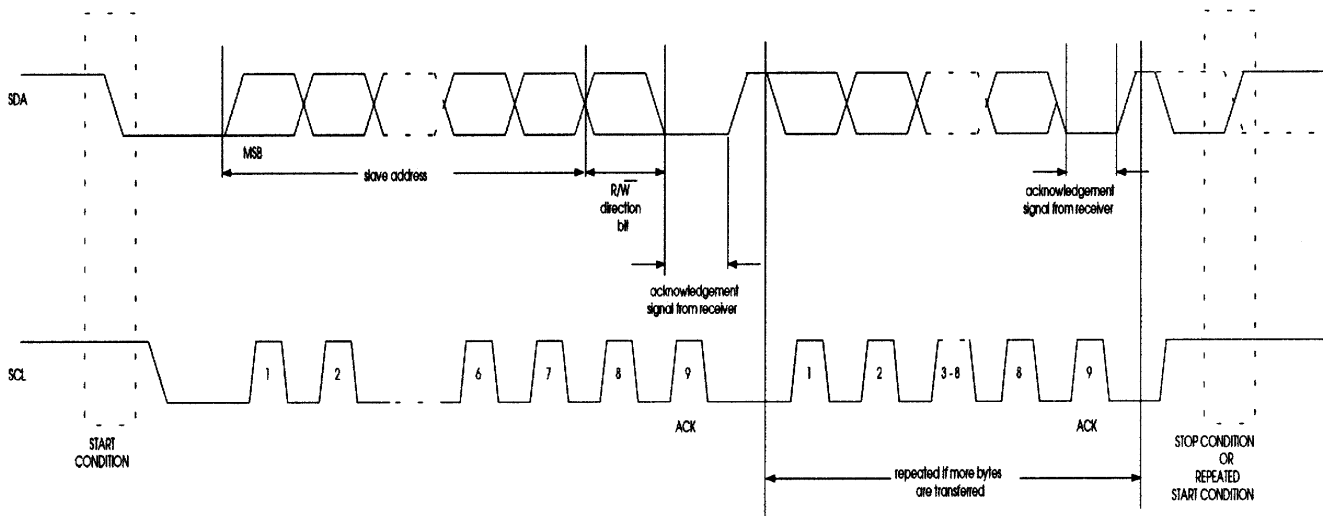 SDA
MSB
slave address
R/W̅
direction
bit
acknowledgement
signal from receiver
acknowledgement
signal from receiver
SCL
1
2
6
7
8
9
1
2
3-8
8
9
ACK
ACK
START
CONDITION
repeated if more bytes
are transferred
STOP CONDITION
OR
REPEATED
START CONDITION